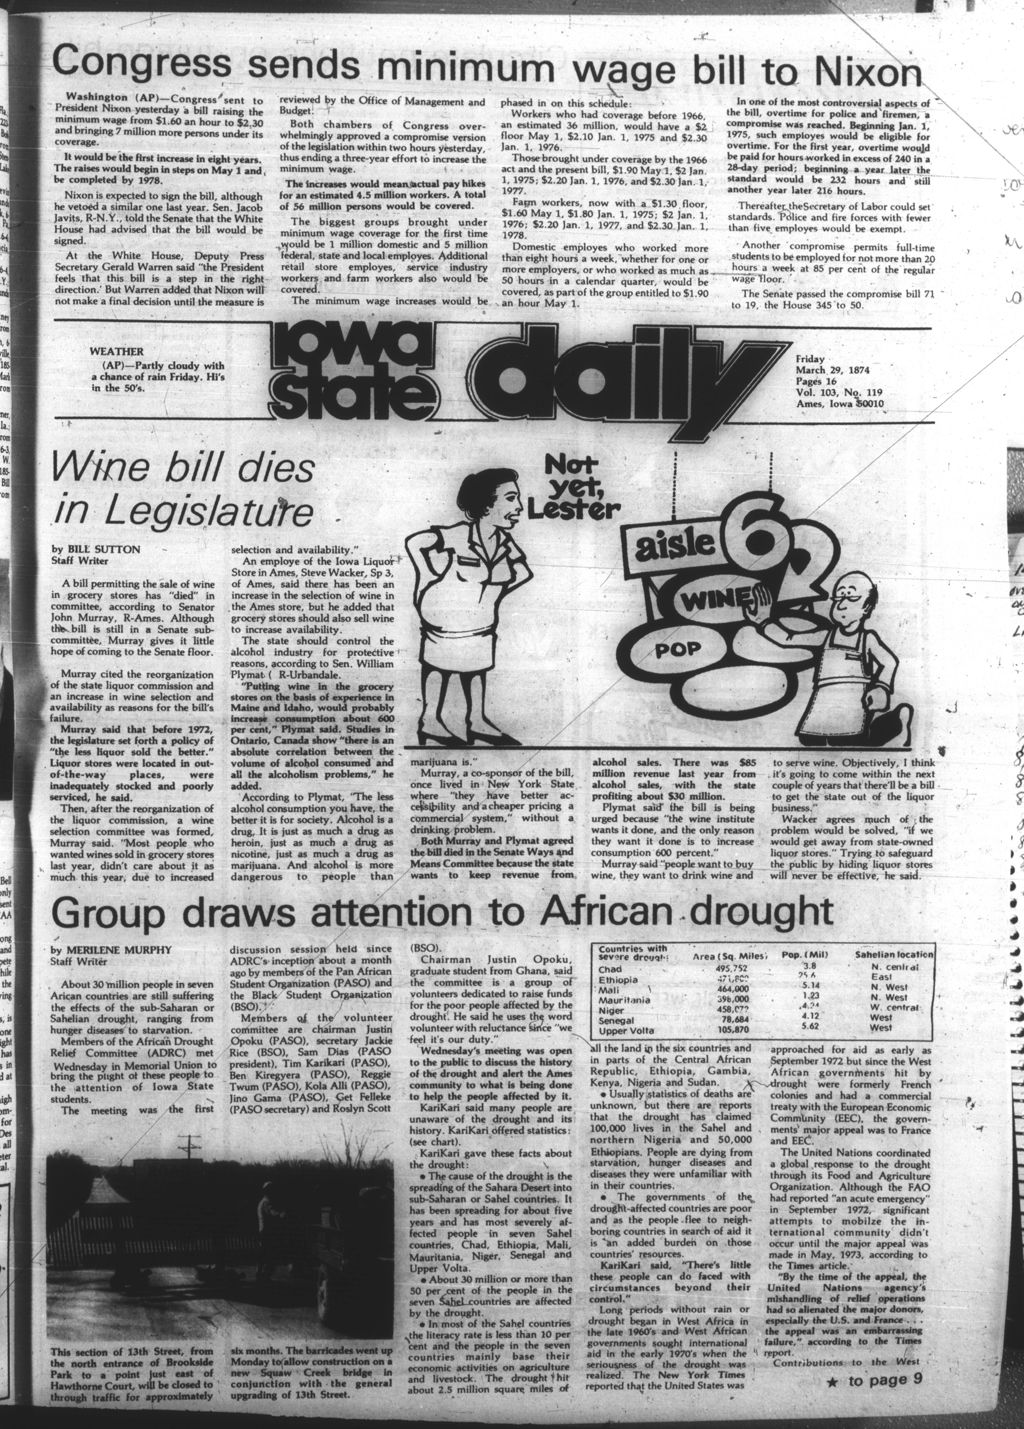 Congress sends minimum wage bill to Nixon
Washington (AP)—Congress sent to
President Nixon yesterday a bill raising the
minimum wage from $1.60 an hour to $2.30
and bringing 7 million more persons under its
coverage.
It would be the first increase in eight years.
The raises would begin in steps on May 1 and
be completed by 1978.
Nixon is expected to sign the bill, although
he vetoed a similar one last year. Sen. Jacob
Javits, R-N.Y., told the Senate that the White
House had advised that the bill would be
signed.
At the White House, Deputy Press
Secretary Gerald Warren said "the President
feels that this bill is a step in the right
direction.' But Warren added that Nixon will
not make a final decision until the measure is
reviewed by the Office of Management and
Budget.
Both chambers of Congress over-
whelmingly approved a compromise version
of the legislation within two hours yesterday,
thus ending a three-year effort to increase the
minimum wage.
The increases would mean actual pay hikes
for an estimated 4.5 million workers. A total
of 56 million persons would be covered.
The biggest groups brought under
minimum wage coverage for the first time
would be 1 million domestic and 5 million
federal, state and local employes. Additional
retail store employes, service industry
workers and farm workers also would be
covered.
The minimum wage increases would be
phased in on this schedule:
Workers who had coverage before 1966,
an estimated 36 million, would have a $2
floor May 1, $2.10 Jan. 1, 1975 and $2.30
Jan. 1, 1976.
Those brought under coverage by the 1966
act and the present bill, $1.90 May 1, $2 Jan.
1, 1975; $2.20 Jan. 1, 1976, and $2.30 Jan. 1,
1977.
Farm workers, now with a $1.30 floor,
$1.60 May 1, $1.80 Jan. 1, 1975; $2 Jan. 1,
1976; $2.20 Jan. 1, 1977, and $2.30 Jan. 1,
1978.
Domestic employes who worked more
than eight hours a week, whether for one or
more employers, or who worked as much as
50 hours in a calendar quarter, would be
covered, as part of the group entitled to $1.90
an hour May 1.
In one of the most controversial aspects of
the bill, overtime for police and firemen, a
compromise was reached. Beginning Jan. 1,
1975, such employes would be eligible for
overtime. For the first year, overtime would
be paid for hours worked in excess of 240 in a
28-day period; beginning a year later the
standard would be 232 hours and still
another year later 216 hours.
Thereafter, the Secretary of Labor could set
standards. Police and fire forces with fewer
than five employes would be exempt.
Another compromise permits full-time
students to be employed for not more than 20
hours a week at 85 per cent of the regular
wage floor.
The Senate passed the compromise bill 71
to 19, the House 345 to 50.
WEATHER
(AP)—Partly cloudy with
a chance of rain Friday. Hi's
in the 50's.
iowa
state daily
Friday
March 29, 1874
Pages 16
Vol. 103, No. 119
Ames, Iowa 50010
Wine bill dies
in Legislature
Not
yet,
Lester
aisle 6
2
WINE
POP
by BILL SUTTON
Staff Writer
A bill permitting the sale of wine
in grocery stores has "died" in
committee, according to Senator
John Murray, R-Ames. Although
the bill is still in a Senate sub-
committee, Murray gives it little
hope of coming to the Senate floor.
Murray cited the reorganization
of the state liquor commission and
an increase in wine selection and
availability as reasons for the bill's
failure.
Murray said that before 1972,
the legislature set forth a policy of
"the less liquor sold the better."
Liquor stores were located in out-
of-the-way places, were
inadequately stocked and poorly
serviced, he said.
Then, after the reorganization of
the liquor commission, a wine
selection committee was formed,
Murray said. "Most people who
wanted wines sold in grocery stores
last year, didn't care about it as
much this year, due to increased
selection and availability."
An employe of the Iowa Liquor
Store in Ames, Steve Wacker, Sp 3,
of Ames, said there has been an
increase in the selection of wine in
the Ames store, but he added that
grocery stores should also sell wine
to increase availability.
The state should control the
alcohol industry for protective
reasons, according to Sen. William
Plymat ( R-Urbandale.
"Putting wine in the grocery
stores on the basis of experience in
Maine and Idaho, would probably
increase consumption about 600
per cent," Plymat said. Studies in
Ontario, Canada show "there is an
absolute correlation between the
volume of alcohol consumed and
all the alcoholism problems," he
added.
According to Plymat, "The less
alcohol consumption you have, the
better it is for society. Alcohol is a
drug, It is just as much a drug as
heroin, just as much a drug as
nicotine, just as much a drug as
marijuana. And alcohol is more
dangerous to people than
marijuana is."
Murray, a co-sponsor of the bill,
once lived in New York State
where "they have better ac-
cessibility and a cheaper pricing a
commercial system," without a
drinking problem.
Both Murray and Plymat agreed
the bill died in the Senate Ways and
Means Committee because the state
wants to keep revenue from
alcohol sales. There was $85
million revenue last year from
alcohol sales, with the state
profiting about $30 million.
Plymat said the bill is being
urged because "the wine institute
wants it done, and the only reason
they want it done is to increase
consumption 600 percent."
Murray said "people want to buy
wine, they want to drink wine and
to serve wine. Objectively, I think
it's going to come within the next
couple of years that there'll be a bill
to get the state out of the liquor
business."
Wacker agrees much of the
problem would be solved, "if we
would get away from state-owned
liquor stores." Trying to safeguard
the public by hiding liquor stores
will never be effective, he said.
Group draws attention to African drought
by MERILENE MURPHY
Staff Writer
About 30 million people in seven
Arican countries are still suffering
the effects of the sub-Saharan or
Sahelian drought, ranging from
hunger diseases to starvation.
Members of the African Drought
Relief Committee (ADRC) met
Wednesday in Memorial Union to
bring the plight of these people to
the attention of Iowa State
students.
The meeting was the first
discussion session held since
ADRC's inception about a month
ago by members of the Pan African
Student Organization (PASO) and
the Black Student Organization
(BSO).
Members of the volunteer
committee are chairman Justin
Opoku (PASO), secretary Jackie
Rice (BSO), Sam Dias (PASO
president), Tim Karikari (PASO),
Ben Kiregyera (PASO), Reggie
Twum (PASO), Kola Alli (PASO),
Jino Gama (PASO), Get Felleke
(PASO secretary) and Roslyn Scott
(BSO).
Chairman Justin Opoku,
graduate student from Ghana, said
the committee is a group of
volunteers dedicated to raise funds
for the poor people affected by the
drought. He said he uses the word
volunteer with reluctance since "we
feel it's our duty."
Wednesday's meeting was open
to the public to discuss the history
of the drought and alert the Ames
community to what is being done
to help the people affected by it.
KariKari said many people are
unaware of the drought and its
history. KariKari offered statistics:
(see chart).
KariKari gave these facts about
the drought:
• The cause of the drought is the
spreading of the Sahara Desert into
sub-Saharan or Sahel countries. It
has been spreading for about five
years and has most severely af-
fected people in seven Sahel
countries, Chad, Ethiopia, Mali,
Mauritania, Niger, Senegal and
Upper Volta.
• About 30 million or more than
50 per cent of the people in the
seven Sahel countries are affected
by the drought.
• In most of the Sahel countries
the literacy rate is less than 10 per
cent and the people in the seven
countries mainly base their
economic activities on agriculture
and livestock. The drought hit
about 2.5 million square miles of
Countries with
severe drought Area (Sq. Miles) Pop. (Mil) Sahelian location
Chad 495,752 3.8 N. central
Ethiopia East
Mali 464,000 5.14 N. West
Mauritania 398,000 1.23 N. West
Niger W. central
Senegal 78,684 4.12 West
Upper Volta 105,870 5.62 West
all the land in the six countries and
in parts of the Central African
Republic, Ethiopia, Gambia,
Kenya, Nigeria and Sudan.
• Usually statistics of deaths are
unknown, but there are reports
that the drought has claimed
100,000 lives in the Sahel and
northern Nigeria and 50,000
Ethiopians. People are dying from
starvation, hunger diseases and
diseases they were unfamiliar with
in their countries.
• The governments of the
drought-affected countries are poor
and as the people flee to neigh-
boring countries in search of aid it
is "an added burden on those
countries' resources.
KariKari said, "There's little
these people can do faced with
circumstances beyond their
control."
Long periods without rain or
drought began in West Africa in
the late 1960's and West African
governments sought international
aid in the early 1970's when the
seriousness of the drought was
realized. The New York Times
reported that the United States was
approached for aid as early as
September 1972 but since the West
African governments hit by
drought were formerly French
colonies and had a commercial
treaty with the European Economic
Community (EEC), the govern-
ments' major appeal was to France
and EEC.
The United Nations coordinated
a global response to the drought
through its Food and Agriculture
Organization. Although the FAO
had reported "an acute emergency"
in September 1972, significant
attempts to mobilze the in-
ternational community didn't
occur until the major appeal was
made in May, 1973, according to
the Times article.
"By the time of the appeal, the
United Nations agency's
mishandling of relief operations
had so alienated the major donors,
especially the U.S. and France . . .
the appeal was an embarrassing
failure," according to the Times
report.
Contributions to the West
★ to page 9
This section of 13th Street, from
the north entrance of Brookside
Park to a point just east of
Hawthorne Court, will be closed to
through traffic for approximately
six months. The barricades went up
Monday to allow construction on a
new Squaw Creek bridge in
conjunction with the general
upgrading of 13th Street.